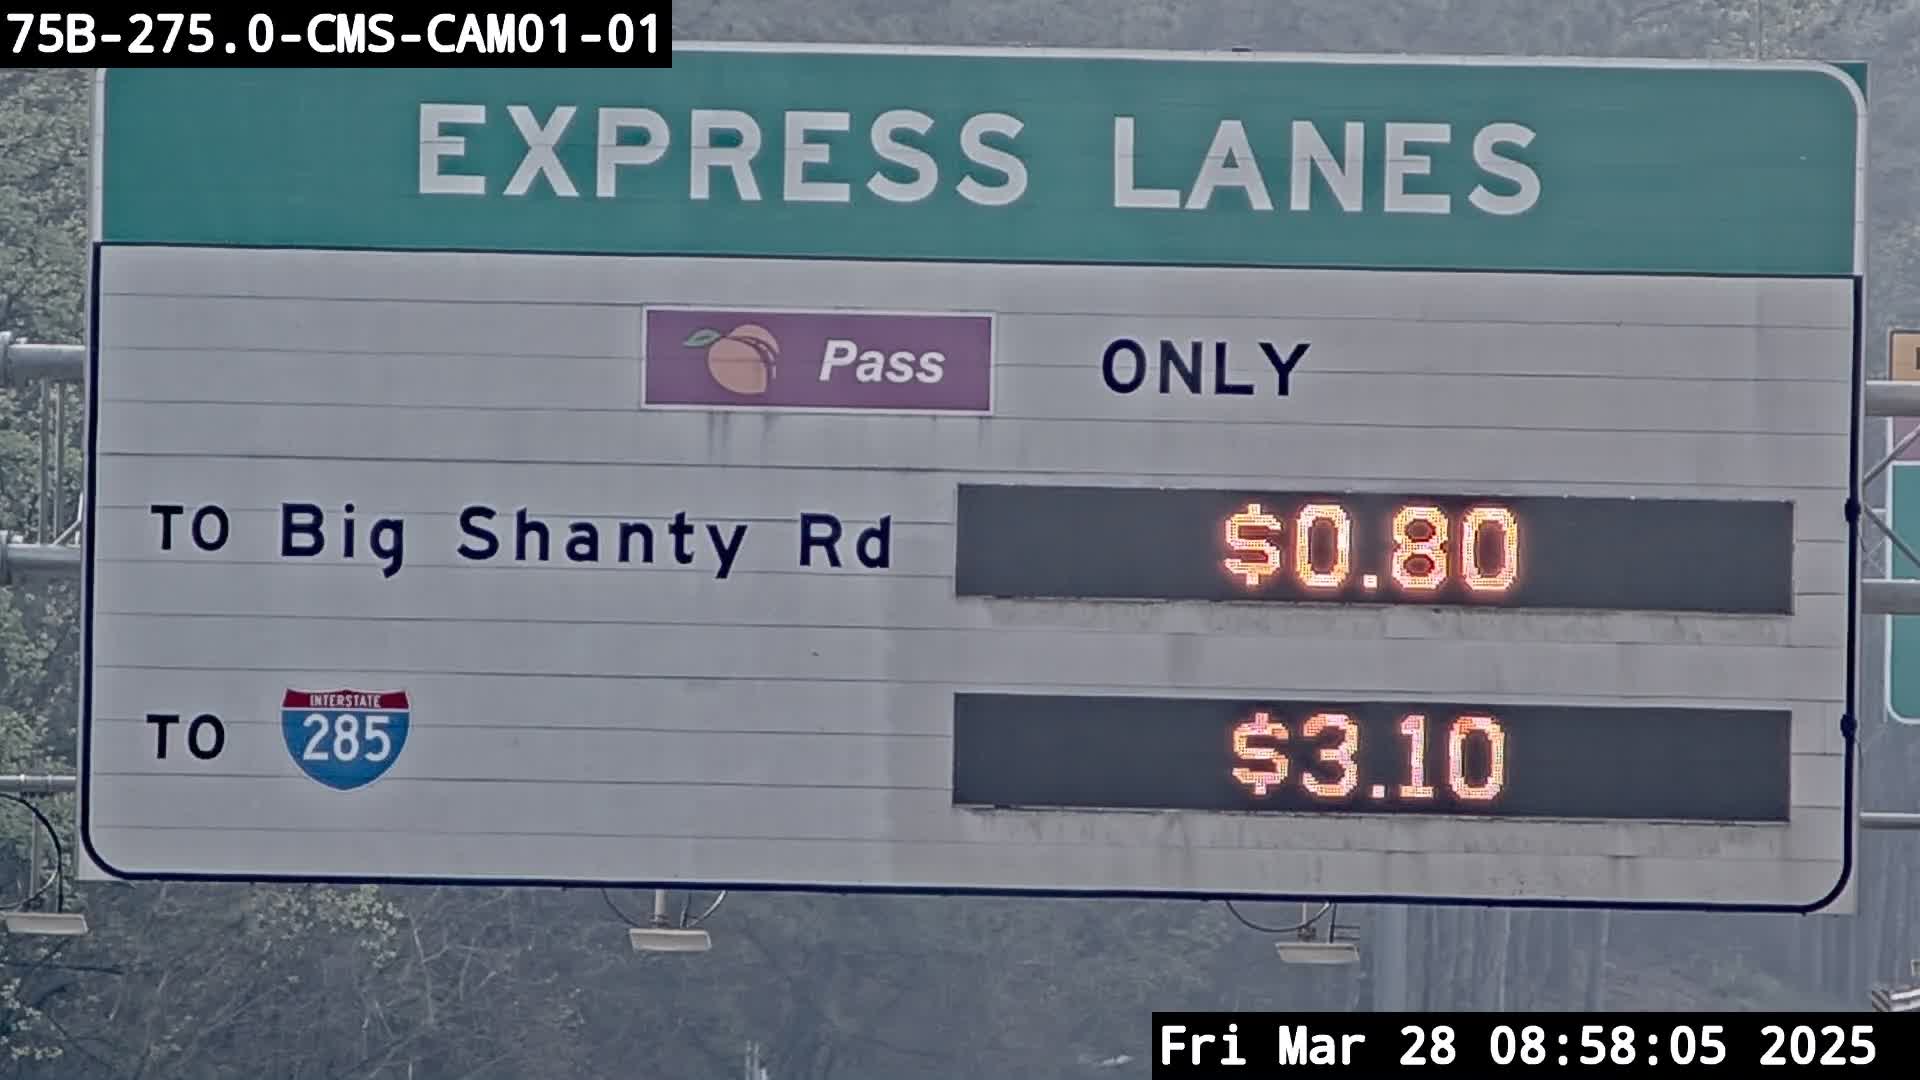 75B-275.0-CMS-CAM01-01
EXPRESS LANES
Pass ONLY
TO Big Shanty Rd $0.80
TO INTERSTATE 285 $3.10
Fri Mar 28 08:58:05 2025